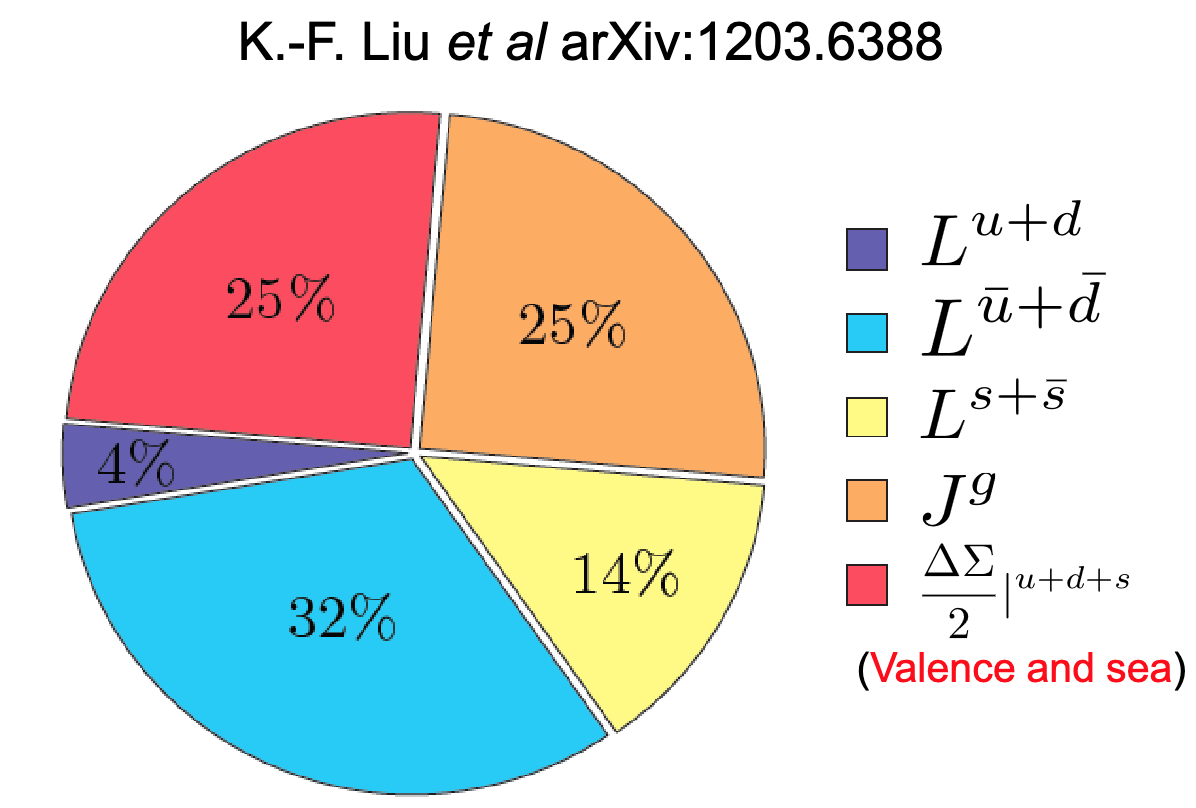 K.-F. Liu et al arXiv:1203.6388
25%
25%
4%
14%
32%
L^{u+d}
L^{ū+d̄}
L^{s+s̄}
J^g
ΔΣ/2|^{u+d+s}
(Valence and sea)